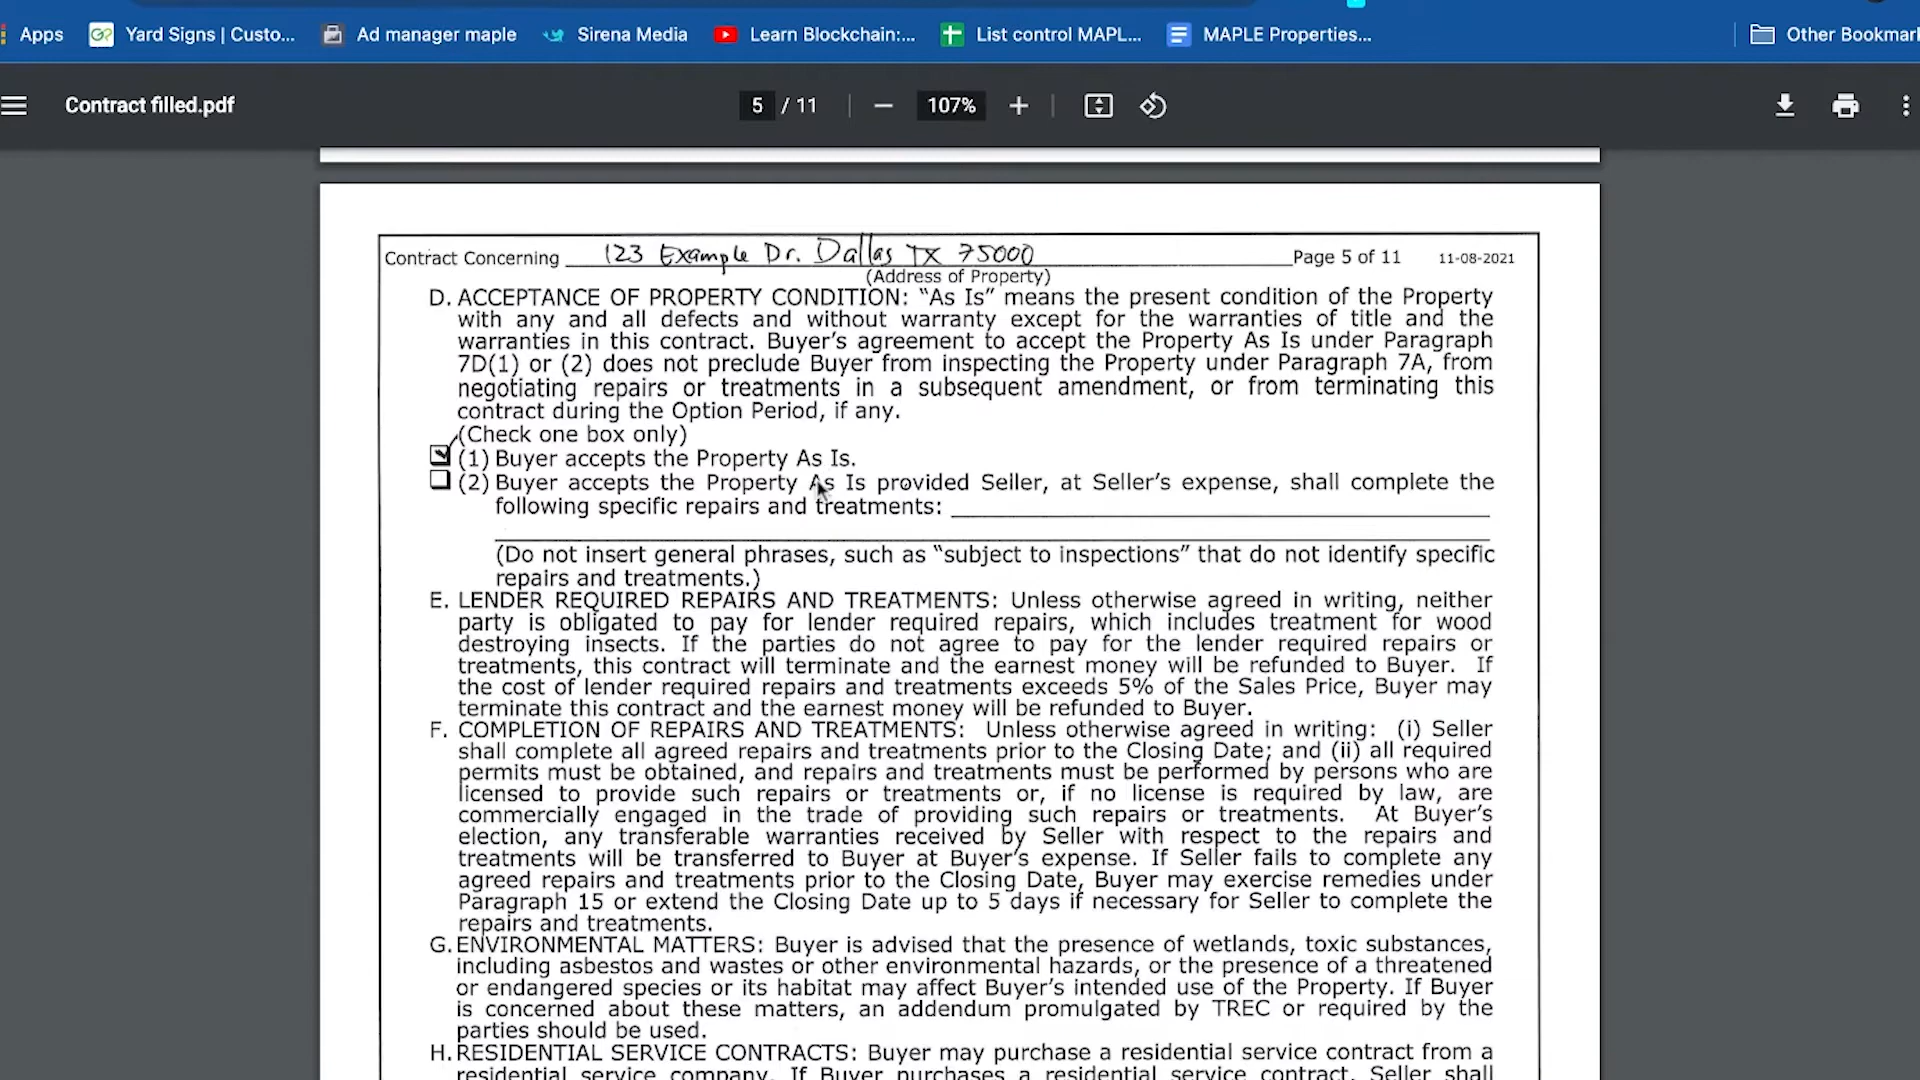 Apps
Yard Signs | Custo...
Ad manager maple
Sirena Media
Learn Blockchain:...
List control MAPL...
MAPLE Properties...
Other Bookmar
Contract filled.pdf
5 / 11
107%
Contract Concerning 123 Example Dr. Dallas TX 75000 Page 5 of 11 11-08-2021
(Address of Property)
D. ACCEPTANCE OF PROPERTY CONDITION: “As Is” means the present condition of the Property
with any and all defects and without warranty except for the warranties of title and the
warranties in this contract. Buyer’s agreement to accept the Property As Is under Paragraph
7D(1) or (2) does not preclude Buyer from inspecting the Property under Paragraph 7A, from
negotiating repairs or treatments in a subsequent amendment, or from terminating this
contract during the Option Period, if any.
(Check one box only)
(1) Buyer accepts the Property As Is.
(2) Buyer accepts the Property As Is provided Seller, at Seller’s expense, shall complete the
following specific repairs and treatments:
(Do not insert general phrases, such as “subject to inspections” that do not identify specific
repairs and treatments.)
E. LENDER REQUIRED REPAIRS AND TREATMENTS: Unless otherwise agreed in writing, neither
party is obligated to pay for lender required repairs, which includes treatment for wood
destroying insects. If the parties do not agree to pay for the lender required repairs or
treatments, this contract will terminate and the earnest money will be refunded to Buyer. If
the cost of lender required repairs and treatments exceeds 5% of the Sales Price, Buyer may
terminate this contract and the earnest money will be refunded to Buyer.
F. COMPLETION OF REPAIRS AND TREATMENTS: Unless otherwise agreed in writing: (i) Seller
shall complete all agreed repairs and treatments prior to the Closing Date; and (ii) all required
permits must be obtained, and repairs and treatments must be performed by persons who are
licensed to provide such repairs or treatments or, if no license is required by law, are
commercially engaged in the trade of providing such repairs or treatments. At Buyer’s
election, any transferable warranties received by Seller with respect to the repairs and
treatments will be transferred to Buyer at Buyer’s expense. If Seller fails to complete any
agreed repairs and treatments prior to the Closing Date, Buyer may exercise remedies under
Paragraph 15 or extend the Closing Date up to 5 days if necessary for Seller to complete the
repairs and treatments.
G. ENVIRONMENTAL MATTERS: Buyer is advised that the presence of wetlands, toxic substances,
including asbestos and wastes or other environmental hazards, or the presence of a threatened
or endangered species or its habitat may affect Buyer’s intended use of the Property. If Buyer
is concerned about these matters, an addendum promulgated by TREC or required by the
parties should be used.
H. RESIDENTIAL SERVICE CONTRACTS: Buyer may purchase a residential service contract from a
residential service company. If Buyer purchases a residential service contract, Seller shall